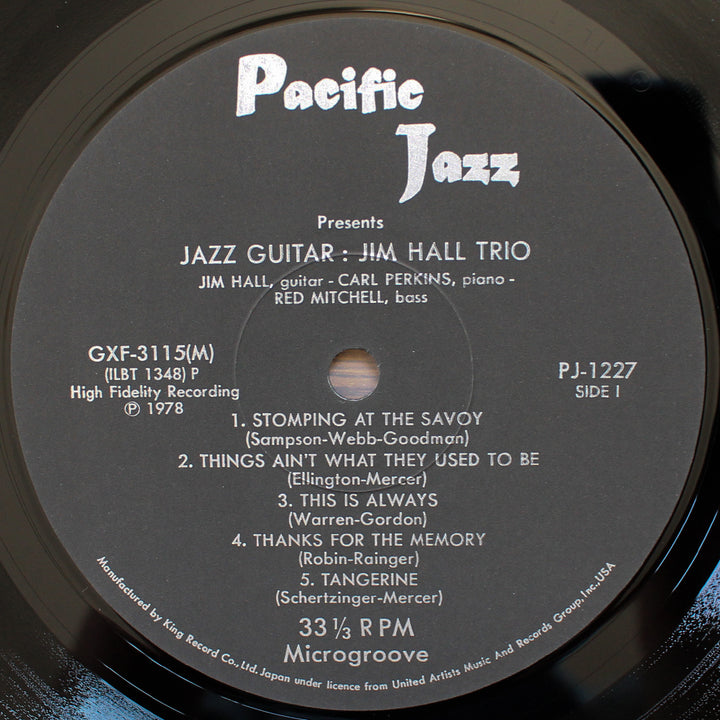 Pacific
Jazz
Presents
JAZZ GUITAR : JIM HALL TRIO
JIM HALL, guitar - CARL PERKINS, piano -
RED MITCHELL, bass
GXF-3115(M)
(ILBT 1348) P
High Fidelity Recording
Ⓟ 1978
PJ-1227
SIDE I
1. STOMPING AT THE SAVOY
(Sampson-Webb-Goodman)
2. THINGS AIN'T WHAT THEY USED TO BE
(Ellington-Mercer)
3. THIS IS ALWAYS
(Warren-Gordon)
4. THANKS FOR THE MEMORY
(Robin-Rainger)
5. TANGERINE
(Schertzinger-Mercer)
33 ⅓ RPM
Microgroove
Manufactured by King Record Co., Ltd. Japan under licence from United Artists Music And Records Group, Inc., USA